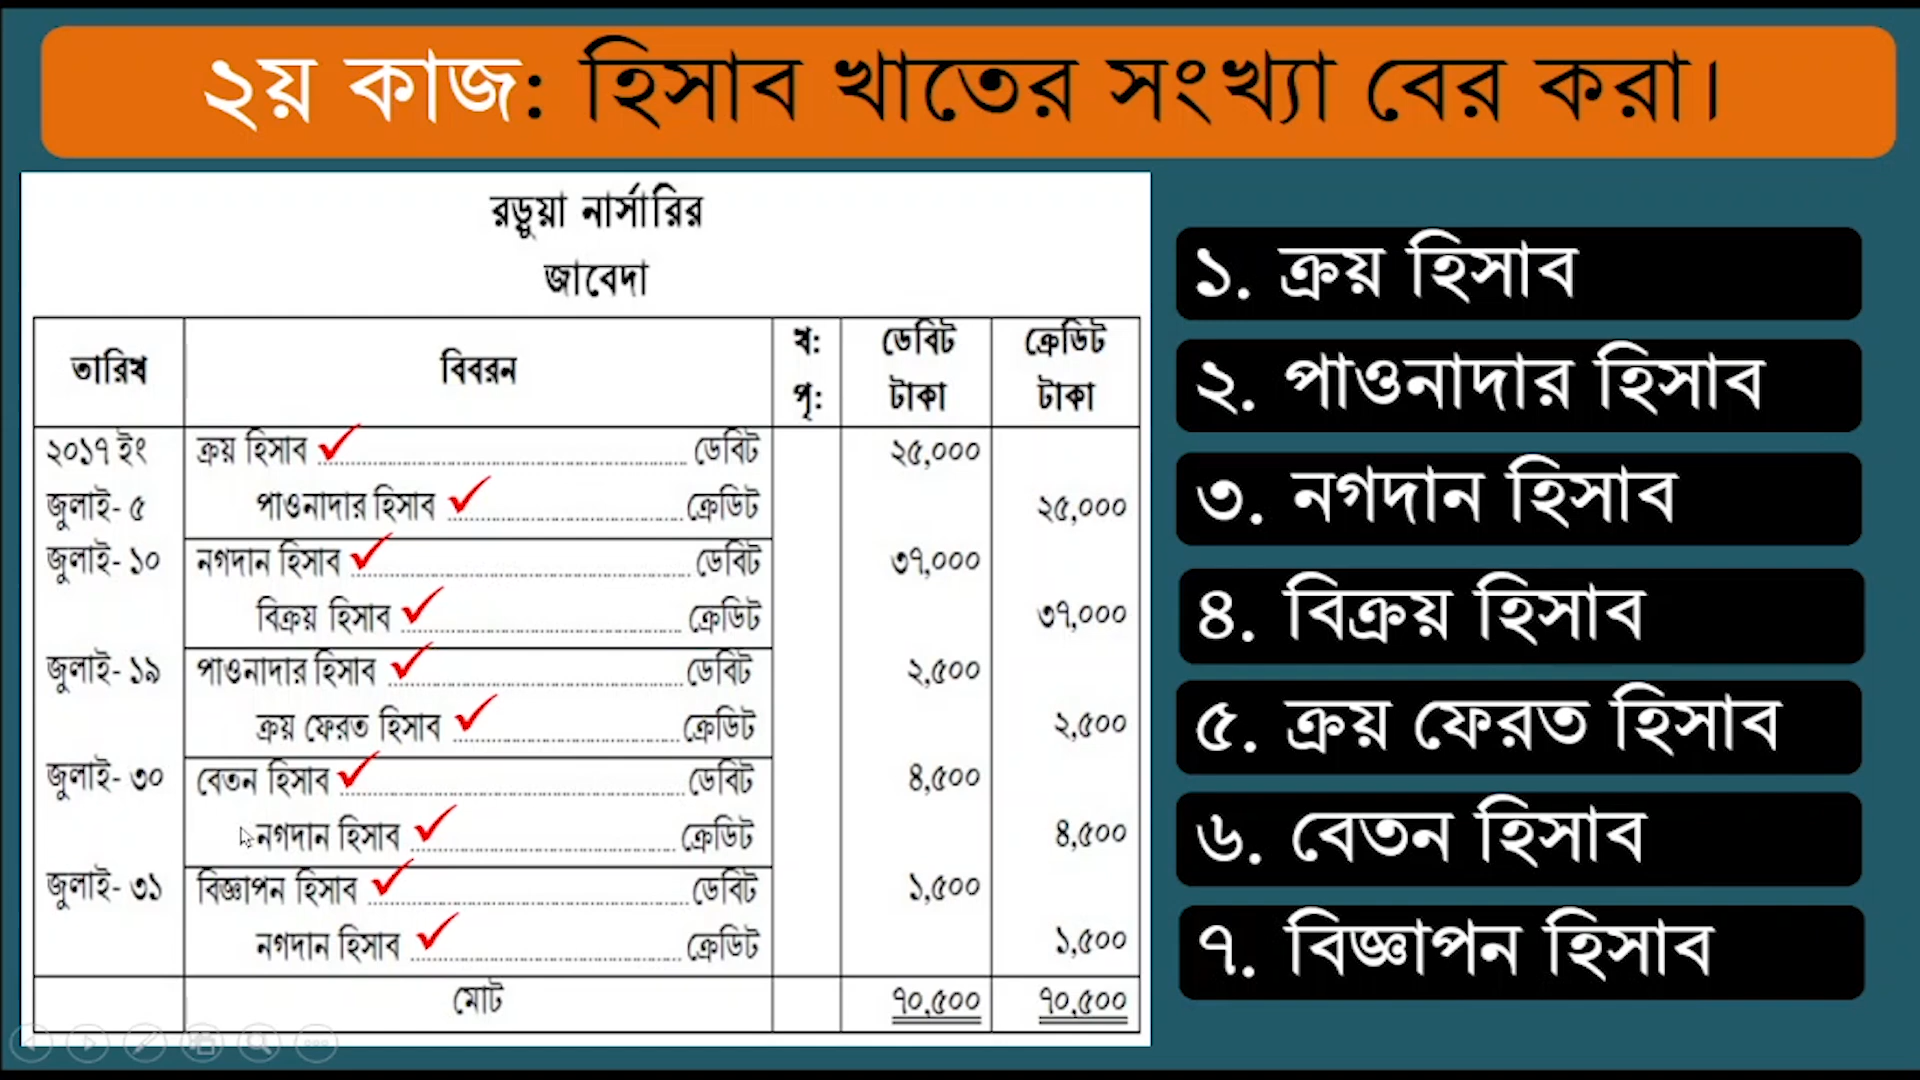 ২য় কাজ: হিসাব খাতের সংখ্যা বের করা।
রড়ুয়া নার্সারির
জাবেদা
তারিখ বিবরন খ: পৃ: ডেবিট টাকা ক্রেডিট টাকা
২০১৭ ইং ক্রয় হিসাব ডেবিট ২৫,০০০
জুলাই- ৫ পাওনাদার হিসাব ক্রেডিট ২৫,০০০
জুলাই- ১০ নগদান হিসাব ডেবিট ৩৭,০০০
বিক্রয় হিসাব ক্রেডিট ৩৭,০০০
জুলাই- ১৯ পাওনাদার হিসাব ডেবিট ২,৫০০
ক্রয় ফেরত হিসাব ক্রেডিট ২,৫০০
জুলাই- ৩০ বেতন হিসাব ডেবিট ৪,৫০০
নগদান হিসাব ক্রেডিট ৪,৫০০
জুলাই- ৩১ বিজ্ঞাপন হিসাব ডেবিট ১,৫০০
নগদান হিসাব ক্রেডিট ১,৫০০
মোট ৭০,৫০০ ৭০,৫০০
১. ক্রয় হিসাব
২. পাওনাদার হিসাব
৩. নগদান হিসাব
৪. বিক্রয় হিসাব
৫. ক্রয় ফেরত হিসাব
৬. বেতন হিসাব
৭. বিজ্ঞাপন হিসাব